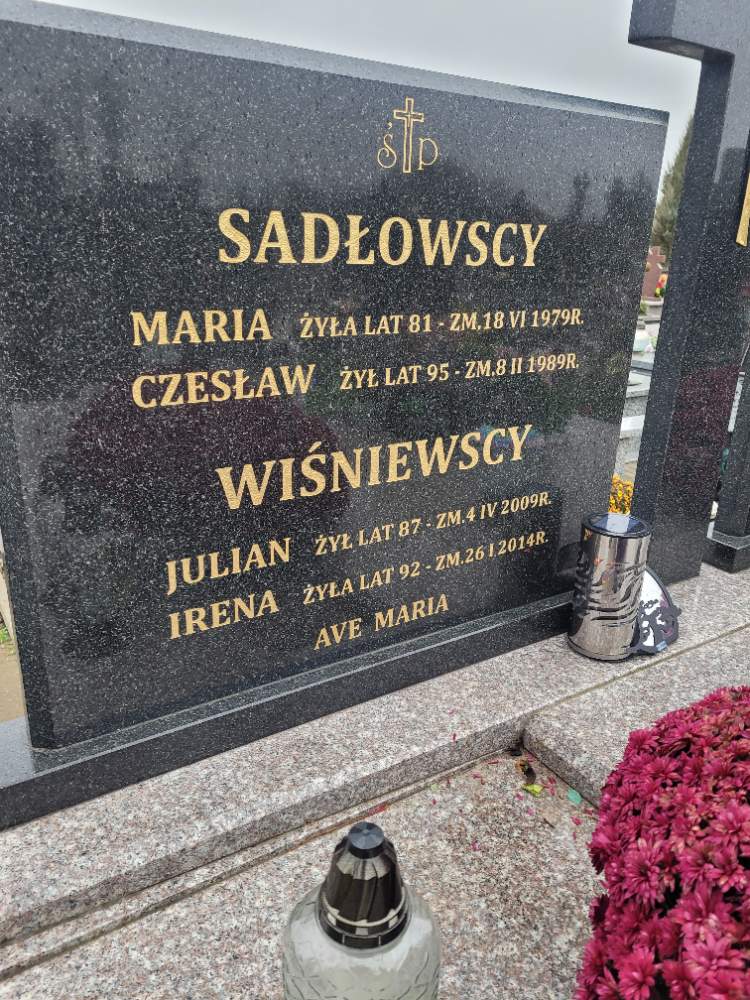 ś p
SADŁOWSCY
MARIA ŻYŁA LAT 81 - ZM.18 VI 1979R.
CZESŁAW ŻYŁ LAT 95 - ZM.8 II 1989R.
WIŚNIEWSCY
JULIAN ŻYŁ LAT 87 - ZM.4 IV 2009R.
IRENA ŻYŁA LAT 92 - ZM.26 I 2014R.
AVE MARIA